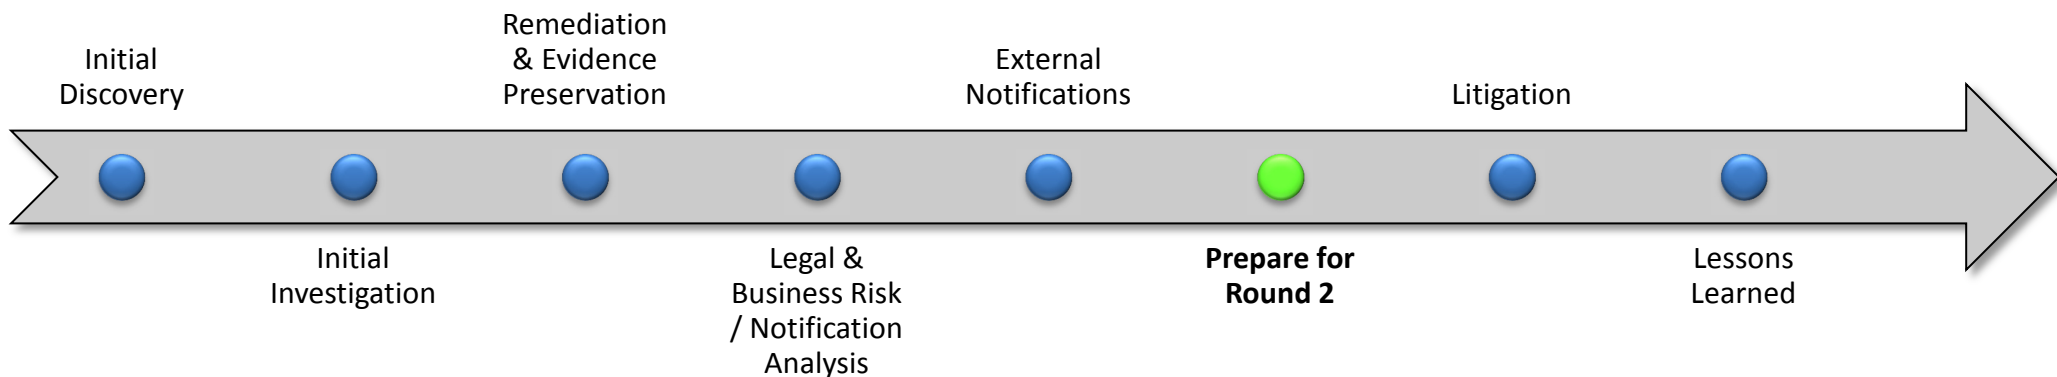 Initial
Discovery
Initial
Investigation
Remediation
& Evidence
Preservation
Legal &
Business Risk
/ Notification
Analysis
External
Notifications
Prepare for
Round 2
Litigation
Lessons
Learned